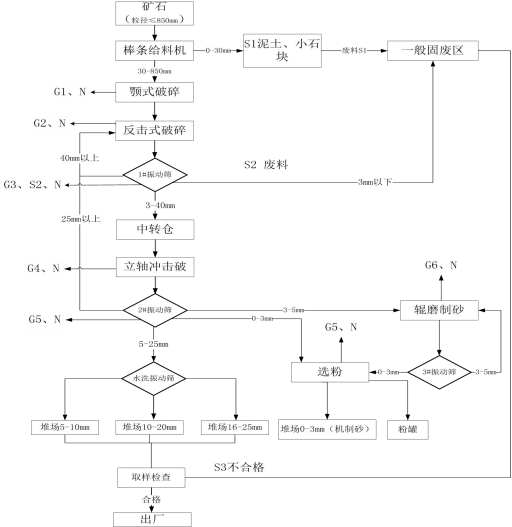 矿石
（粒径≤850mm）
棒条给料机
0-30mm
S1泥土、小石
块
废料S1
一般固废区
30-850mm
G1、N
颚式破碎
G2、N
反击式破碎
40mm以上
S2 废料
1#振动筛
G3、S2、N
3mm以下
3-40mm
25mm以上
中转仓
G4、N
立轴冲击破
G6、N
2#振动筛
3-5mm
辊磨制砂
G5、N
0-3mm
G5、N
5-25mm
选粉
0-3mm
3#振动筛
3-5mm
水洗振动筛
堆场5-10mm
堆场10-20mm
堆场16-25mm
堆场0-3mm（机制砂）
粉罐
S3不合格
取样检查
合格
出厂